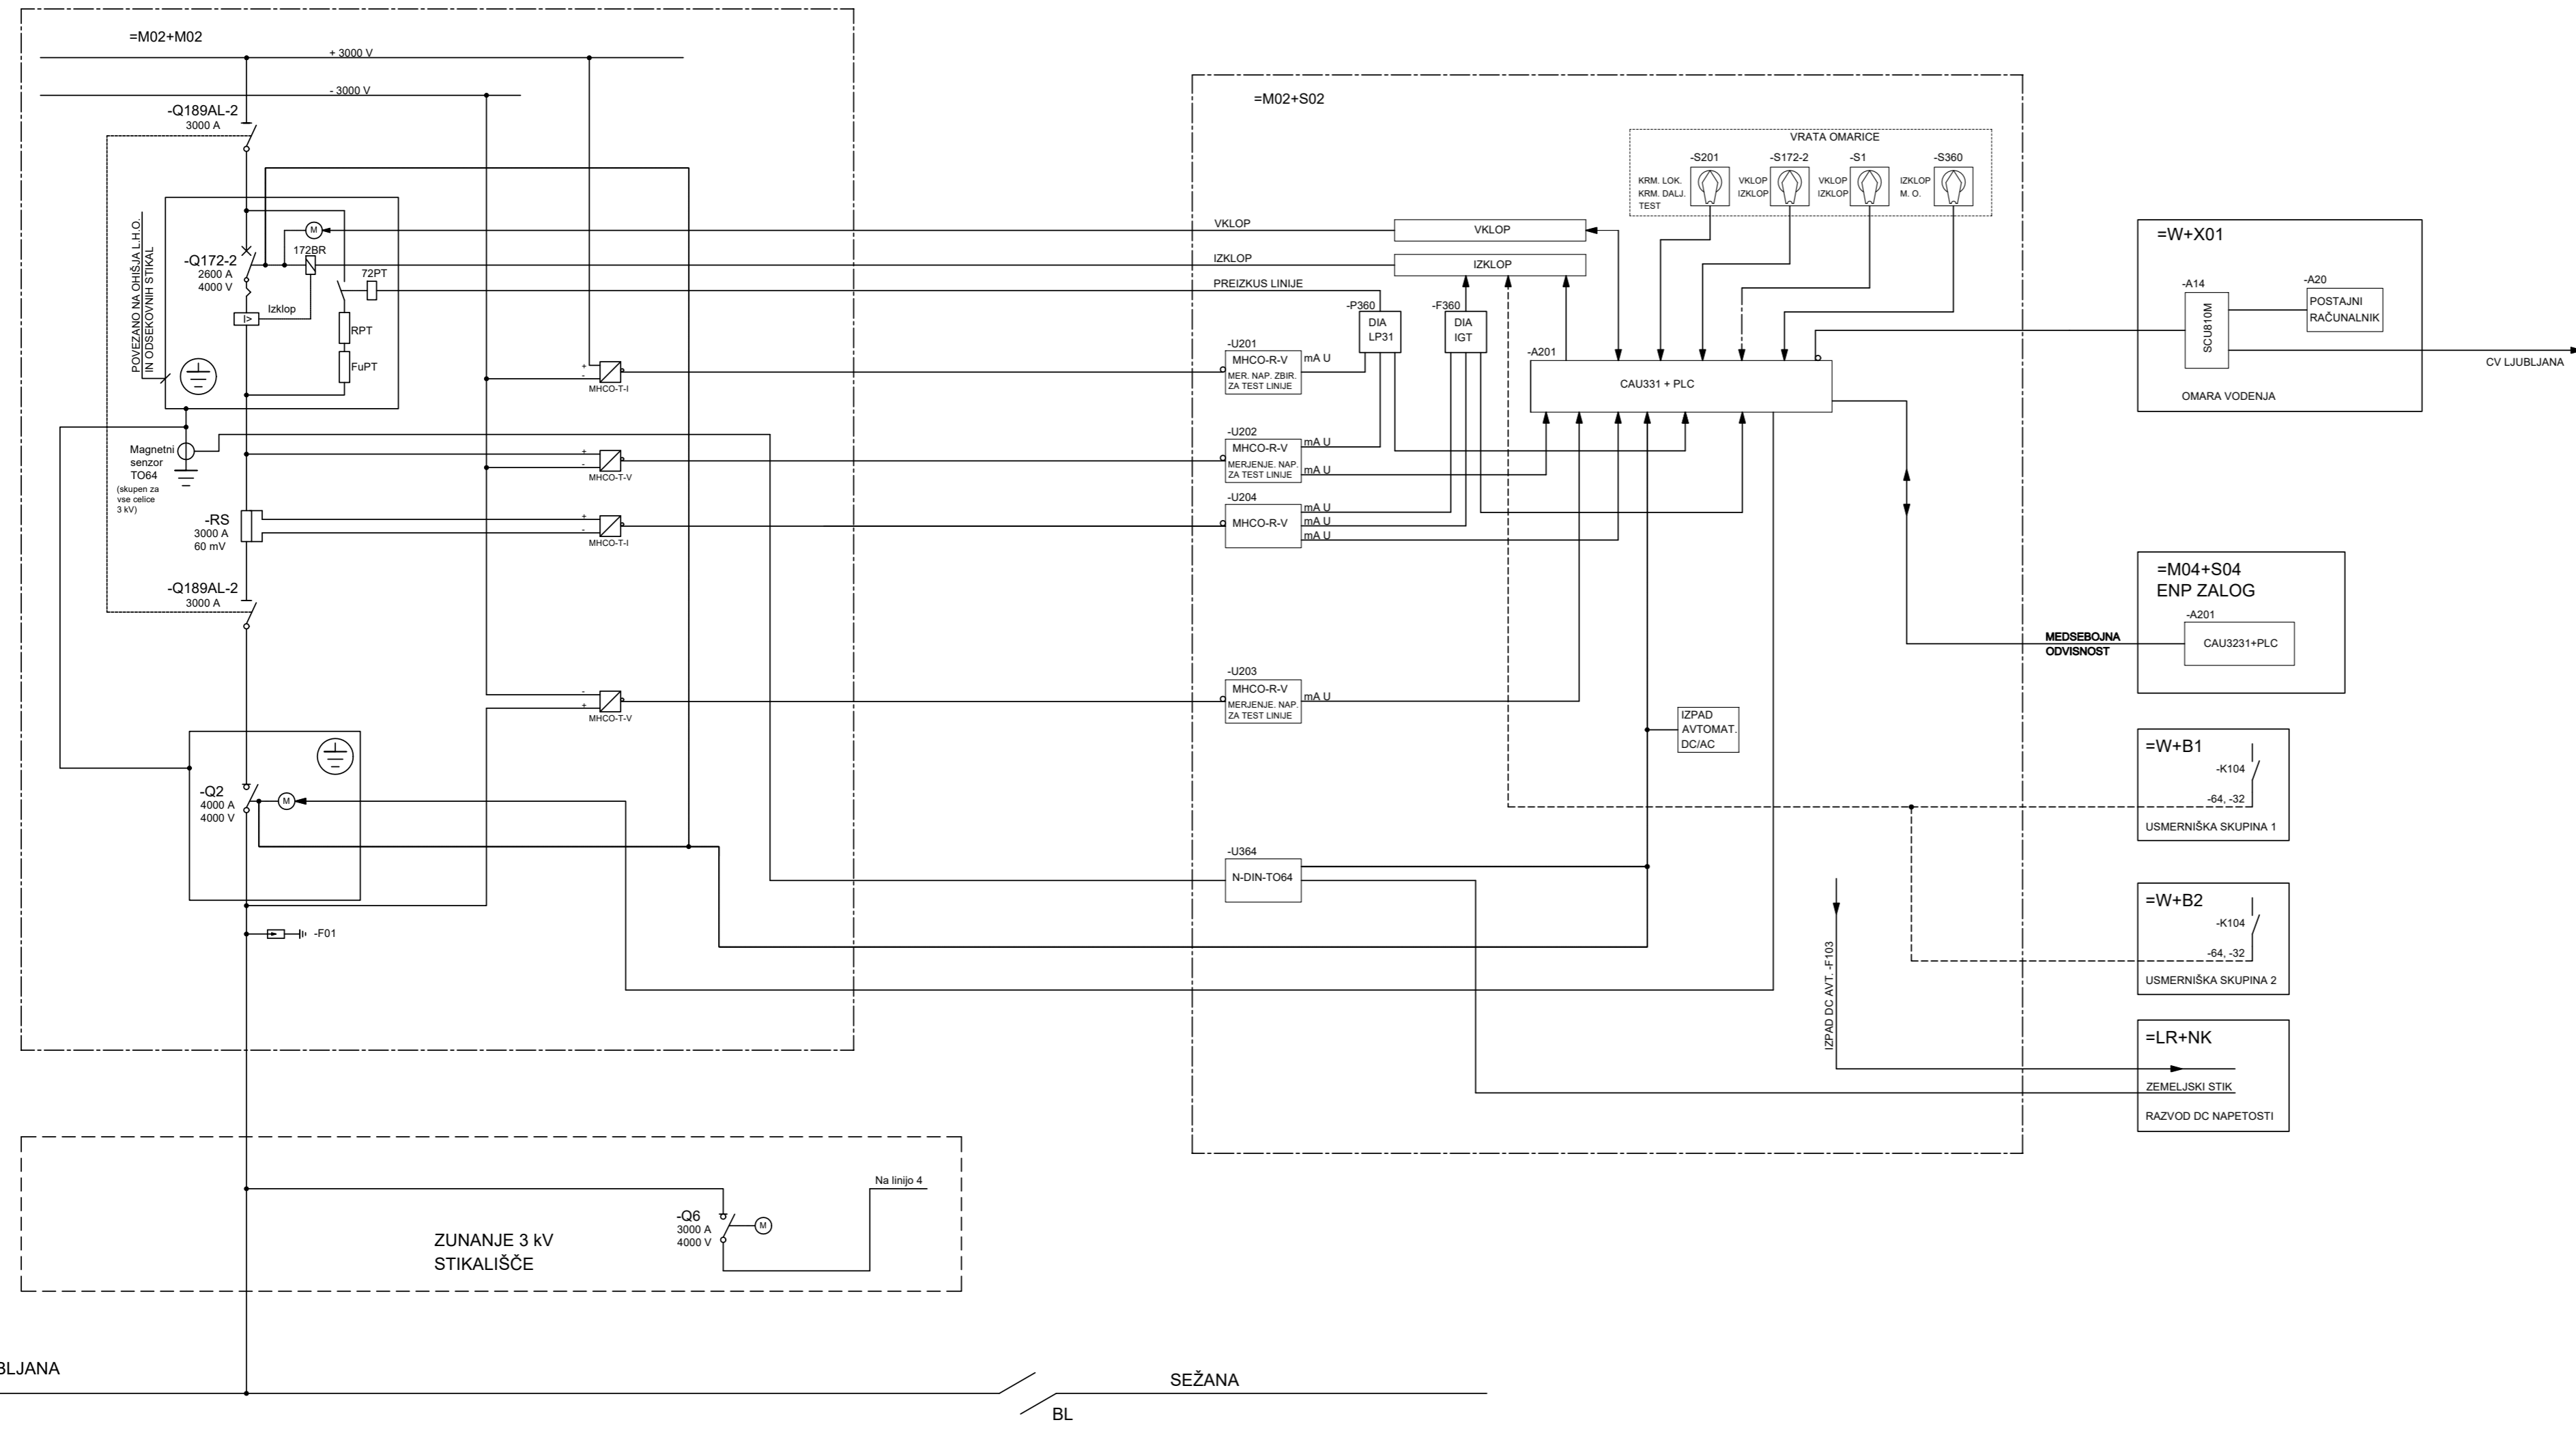 =M02+M02
+ 3000 V
- 3000 V
-Q189AL-2
3000 A
POVEZANO NA OHIŠJA L.H.O.
IN ODSEKOVNIH STIKAL
M
172BR
-Q172-2
2600 A
4000 V
72PT
I>
Izklop
RPT
FuPT
+
-
MHCO-T-I
Magnetni
senzor
TO64
(skupen za
vse celice
3 kV)
+
-
MHCO-T-V
-RS
3000 A
60 mV
+
-
MHCO-T-I
-Q189AL-2
3000 A
-
+
MHCO-T-V
-Q2
4000 A
4000 V
M
-F01
=M02+S02
VRATA OMARICE
-S201
KRM. LOK.
KRM. DALJ.
TEST
-S172-2
VKLOP
IZKLOP
-S1
VKLOP
IZKLOP
-S360
IZKLOP
M. O.
VKLOP
VKLOP
IZKLOP
IZKLOP
PREIZKUS LINIJE
-P360
DIA
LP31
-F360
DIA
IGT
-U201
MHCO-R-V
MER. NAP. ZBIR.
ZA TEST LINIJE
mA U
-A201
CAU331 + PLC
-U202
MHCO-R-V
MERJENJE. NAP.
ZA TEST LINIJE
mA U
mA U
-U204
MHCO-R-V
mA U
mA U
mA U
-U203
MHCO-R-V
MERJENJE. NAP.
ZA TEST LINIJE
mA U
IZPAD
AVTOMAT.
DC/AC
-U364
N-DIN-TO64
IZPAD DC AVT. -F103
=W+X01
-A14
SCU810M
-A20
POSTAJNI
RAČUNALNIK
OMARA VODENJA
CV LJUBLJANA
=M04+S04
ENP ZALOG
-A201
CAU3231+PLC
MEDSEBOJNA
ODVISNOST
=W+B1
-K104
-64, -32
USMERNIŠKA SKUPINA 1
=W+B2
-K104
-64, -32
USMERNIŠKA SKUPINA 2
=LR+NK
ZEMELJSKI STIK
RAZVOD DC NAPETOSTI
Na linijo 4
-Q6
3000 A
4000 V
M
ZUNANJE 3 kV
STIKALIŠČE
BLJANA
SEŽANA
BL